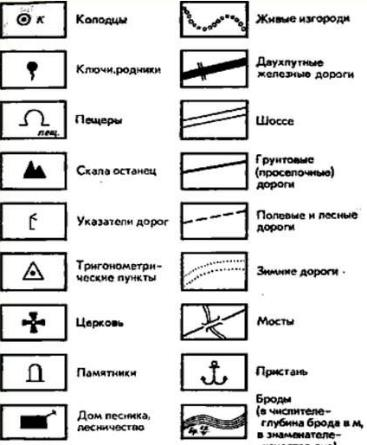 К
Колодцы
Ключи,родники
пещ.
Пещеры
Скала останец
Указатели дорог
Тригонометри-
ческие пункты
Церковь
Памятники
Дом лесника,
лесничество
Живые изгороди
Двухпутные
железные дороги
Шоссе
Грунтовые
(проселочные)
дороги
Полевые и лесные
дороги
Зимние дороги
Мосты
Пристань
Броды
(в числителе-
глубина брода в м,
в знаменателе-